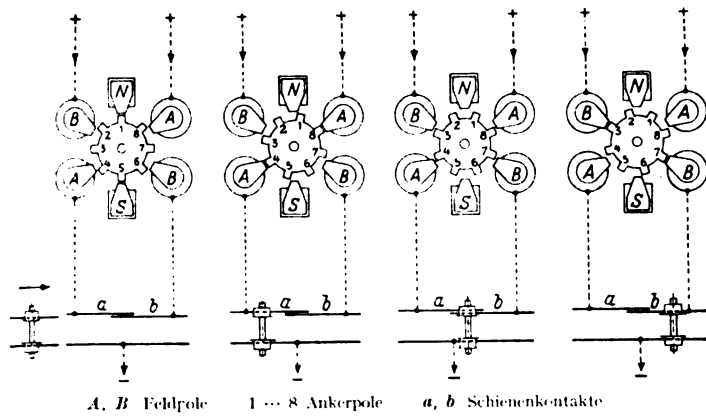 + + + + + + + +
N N N N
B A B A B A B A
2 1 8 2 1 8 2 1 8 2 1 8
3 7 3 7 3 7 3 7
4 5 6 4 5 6 4 5 6 4 5 6
A B A B A B A B
S S S S
a b a b a b a b
− − − −
A, B Feldpole 1 ··· 8 Ankerpole a, b Schienenkontakte